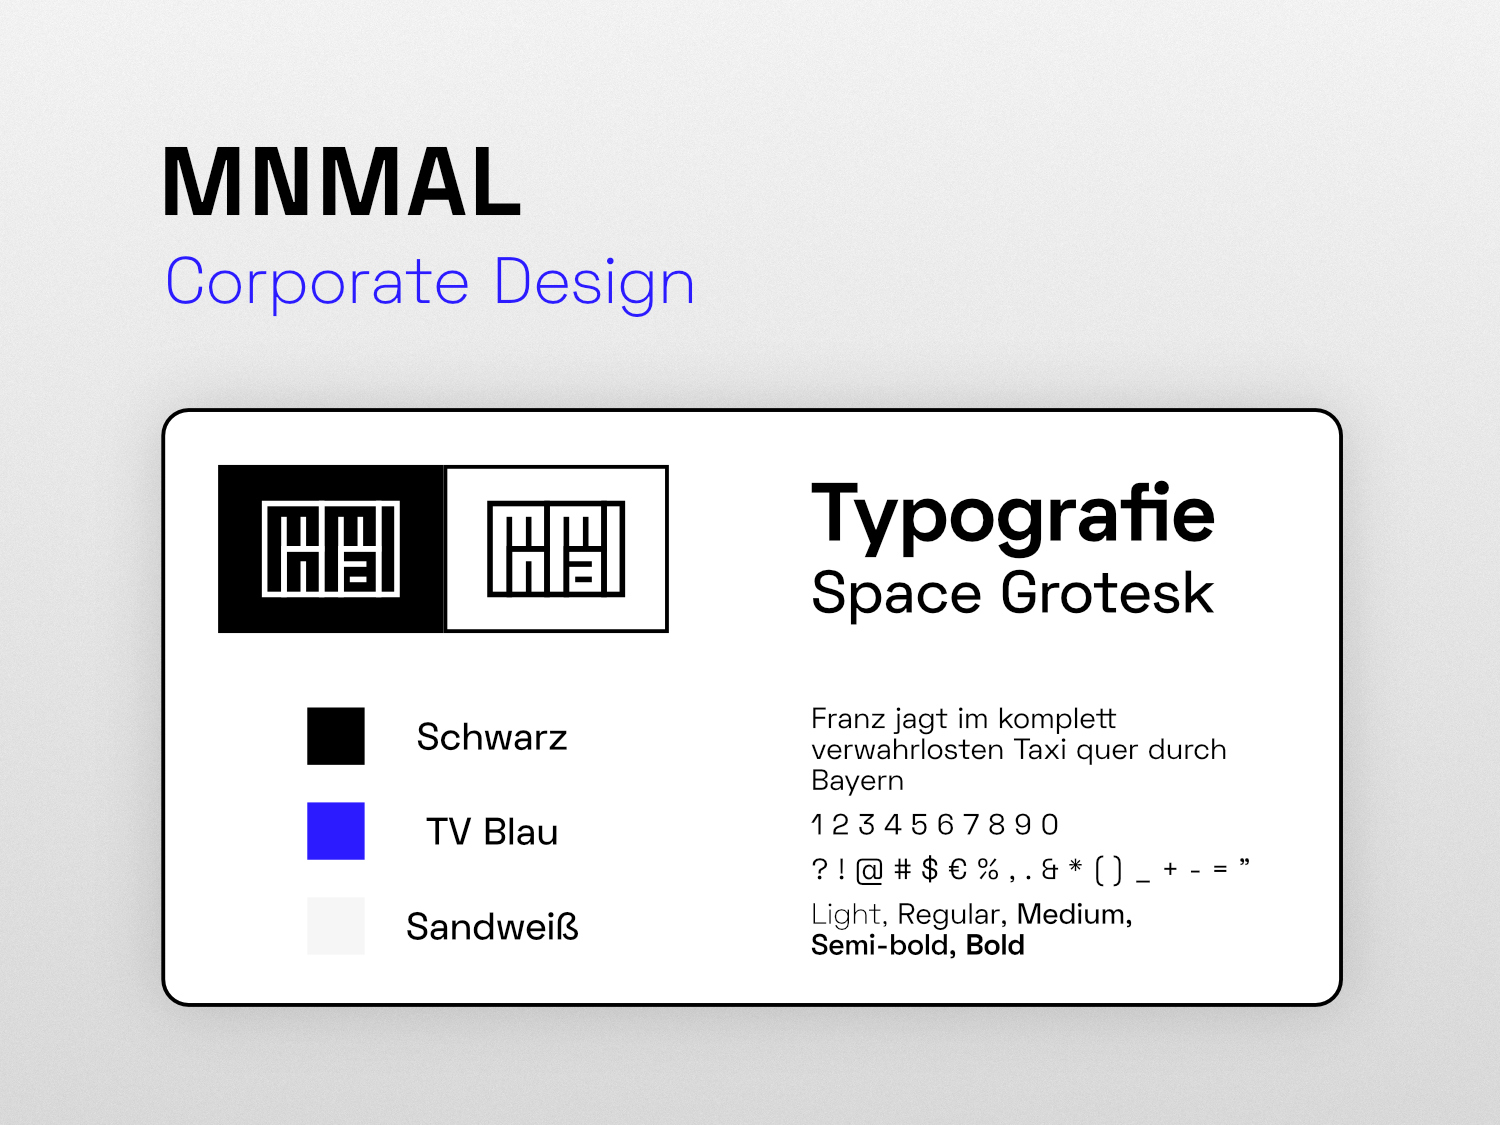 MNMAL
Corporate Design
Typografie
Space Grotesk
Schwarz
TV Blau
Sandweiß
Franz jagt im komplett
verwahrlosten Taxi quer durch
Bayern
1 2 3 4 5 6 7 8 9 0
? ! @ # $ € % , . & * ( ) _ + - = ”
Light, Regular, Medium,
Semi-bold, Bold